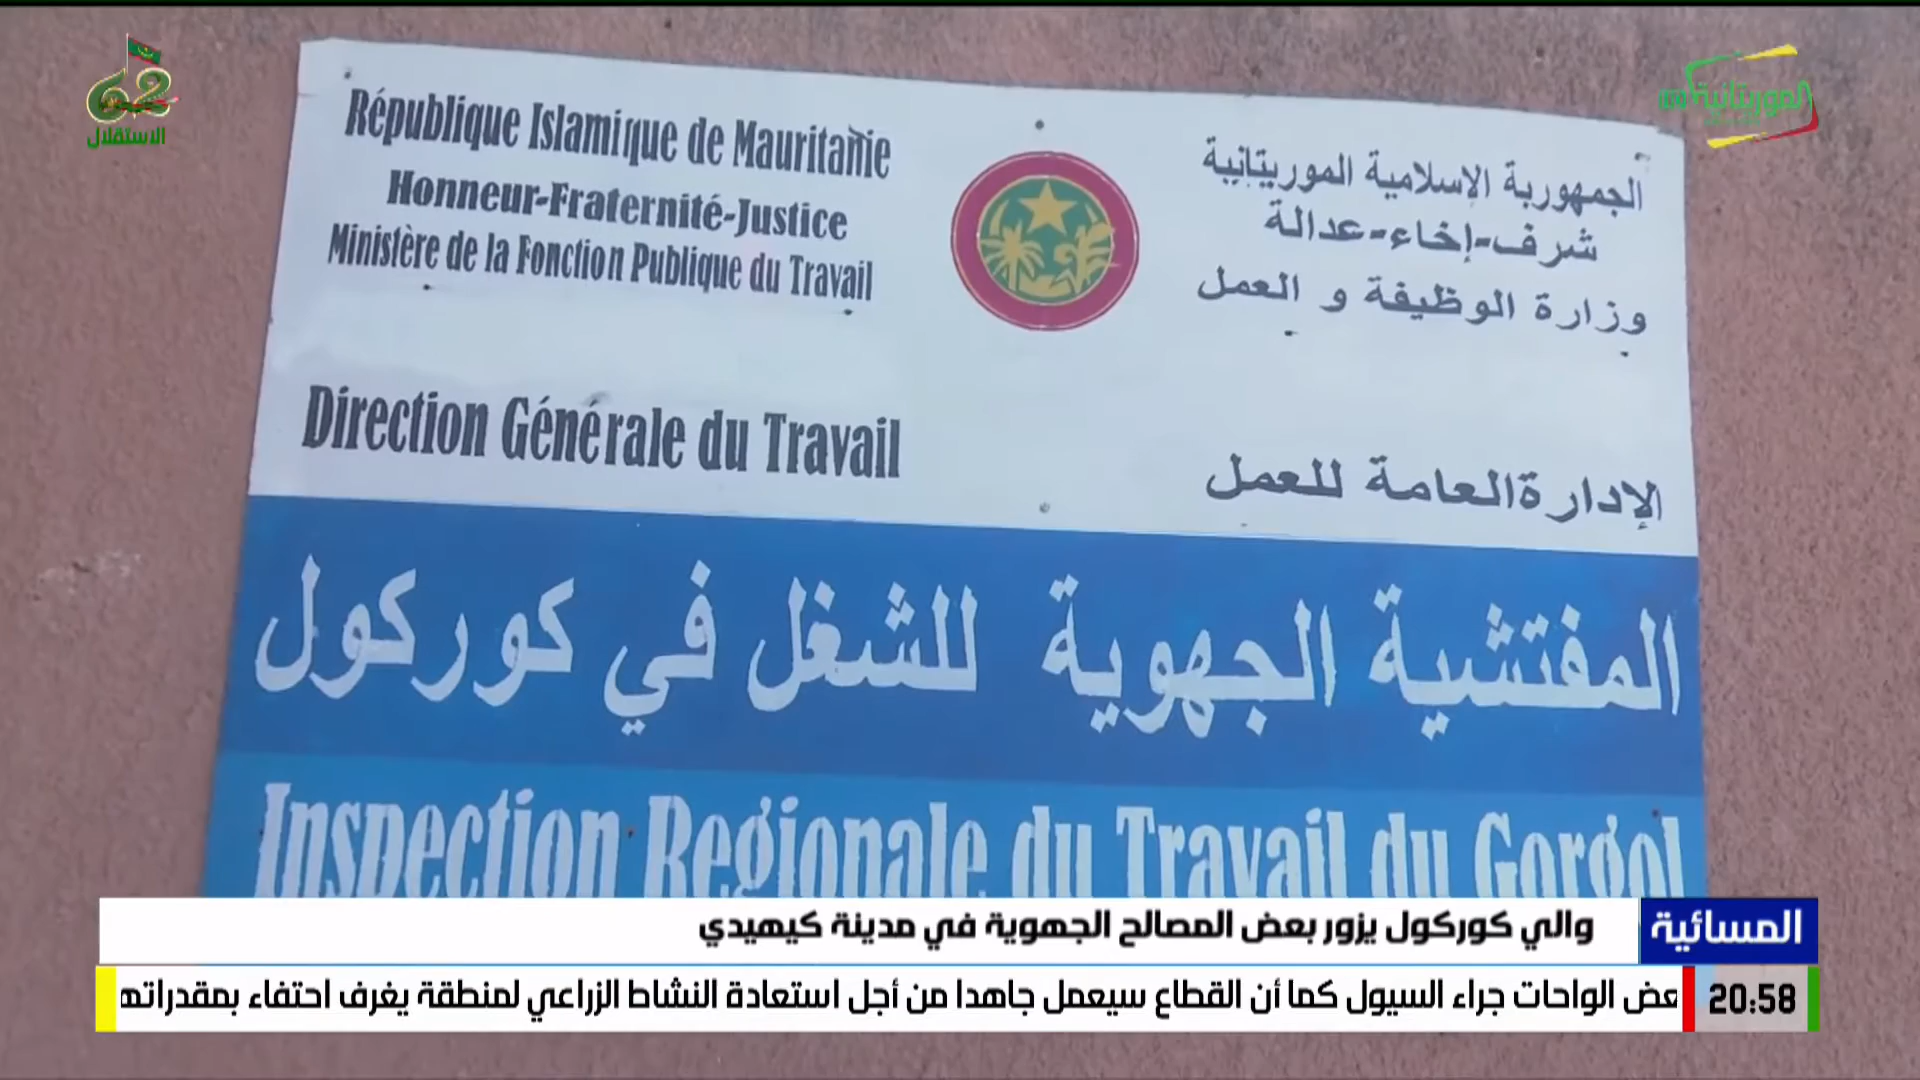 62
الاستقلال
الموريتانية
République Islamique de Mauritanie
Honneur-Fraternité-Justice
Ministère de la Fonction Publique du Travail
الجمهورية الإسلامية الموريتانية
شرف-إخاء-عدالة
وزارة الوظيفة و العمل
Direction Générale du Travail
الإدارة العامة للعمل
المفتشية الجهوية للشغل في كوركول
Inspection Regionale du Travail du Gorgol
المسائية
والي كوركول يزور بعض المصالح الجهوية في مدينة كيهيدي
20:58
عض الواحات جراء السيول كما أن القطاع سيعمل جاهدا من أجل استعادة النشاط الزراعي لمنطقة يغرف احتفاء بمقدراته